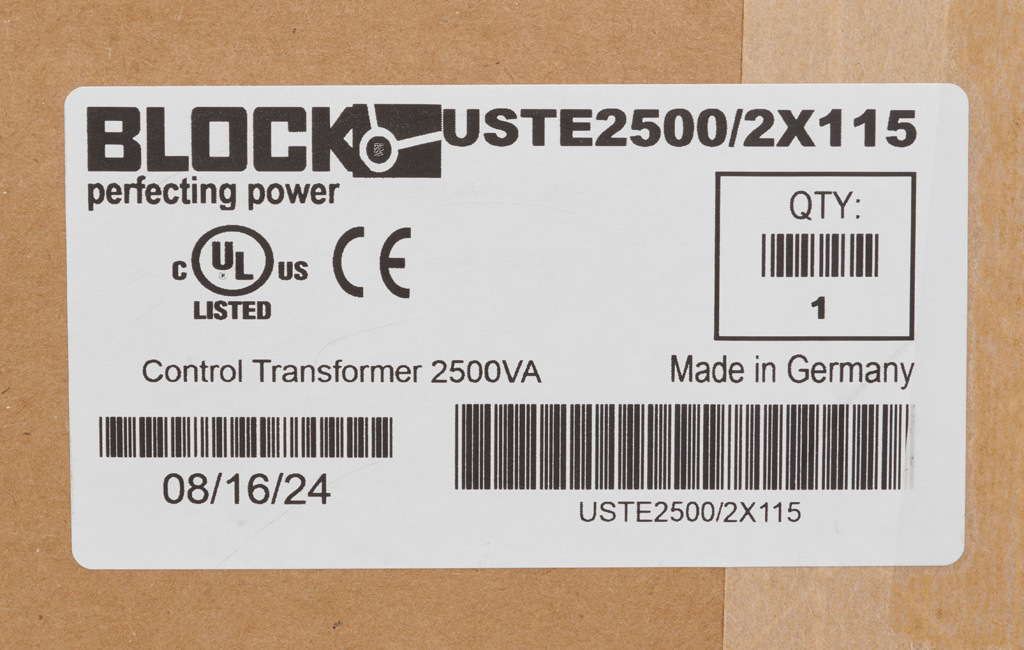 BLOCK USTE2500/2X115
perfecting power
QTY:
C UL US
LISTED
CE
1
Control Transformer 2500VA
Made in Germany
08/16/24
USTE2500/2X115